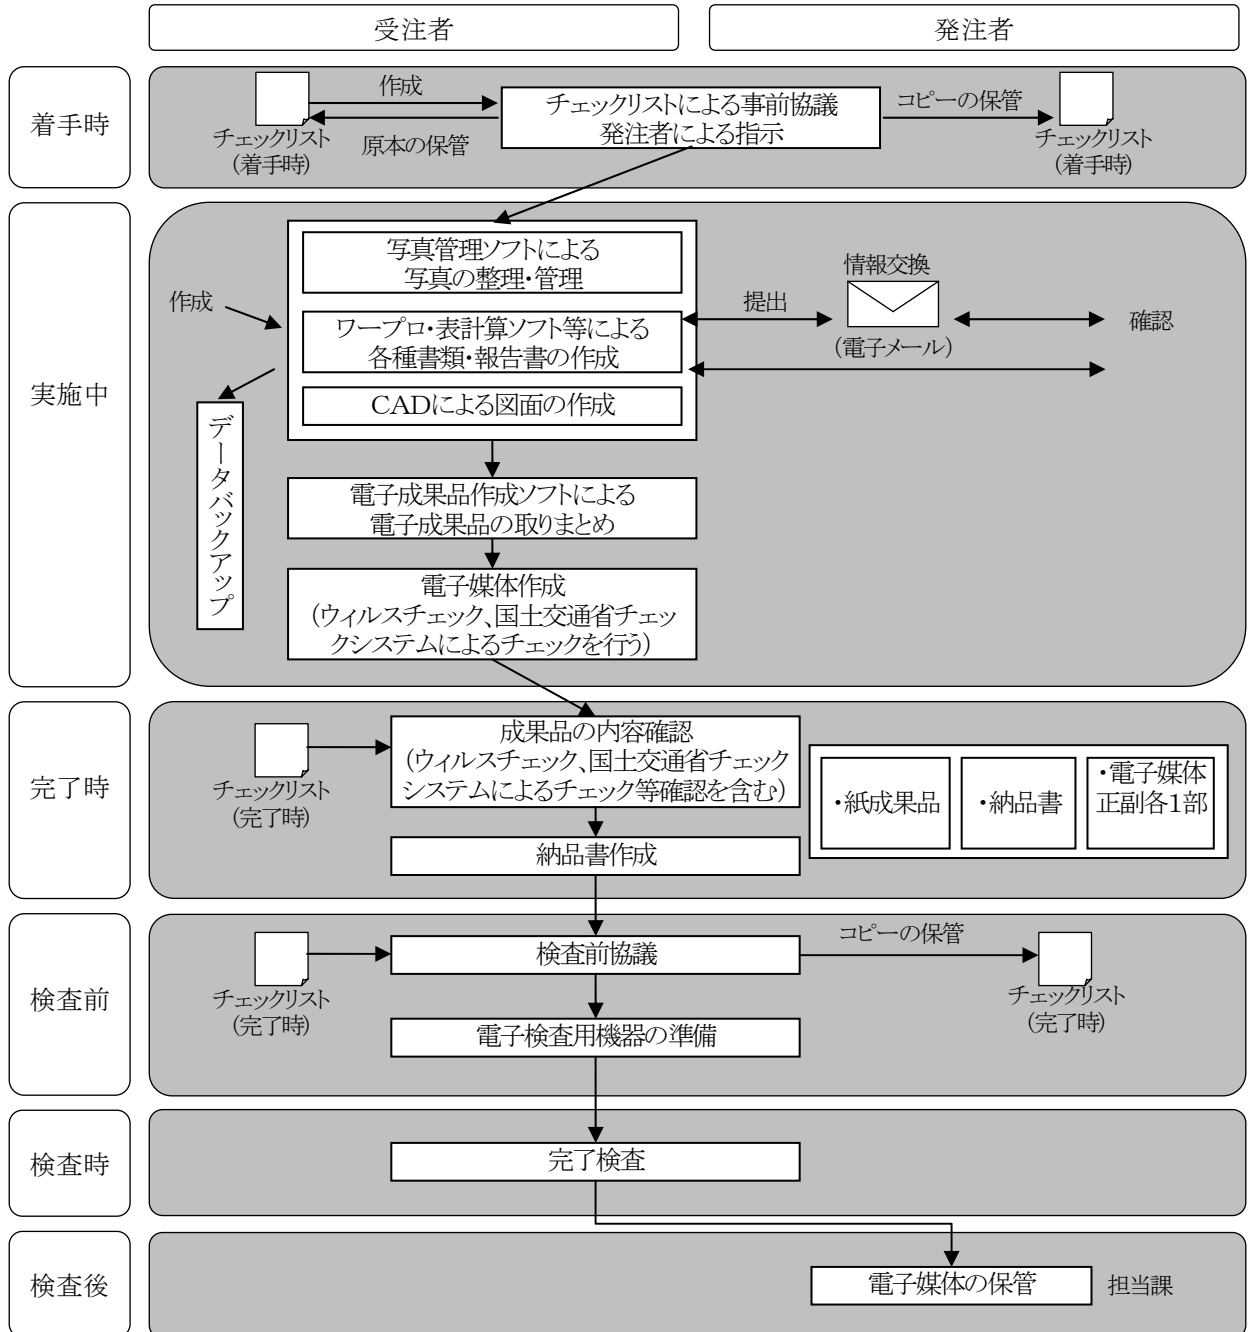 受注者
発注者
着手時
チェックリスト
(着手時)
作成
原本の保管
チェックリストによる事前協議
発注者による指示
コピーの保管
チェックリスト
(着手時)
実施中
作成
データバックアップ
写真管理ソフトによる
写真の整理・管理
ワープロ・表計算ソフト等による
各種書類・報告書の作成
CADによる図面の作成
提出
情報交換
(電子メール)
確認
電子成果品作成ソフトによる
電子成果品の取りまとめ
電子媒体作成
(ウィルスチェック、国土交通省チェッ
クシステムによるチェックを行う)
完了時
チェックリスト
(完了時)
成果品の内容確認
(ウィルスチェック、国土交通省チェック
システムによるチェック等確認を含む)
納品書作成
・紙成果品
・納品書
・電子媒体
正副各1部
検査前
チェックリスト
(完了時)
検査前協議
コピーの保管
チェックリスト
(完了時)
電子検査用機器の準備
検査時
完了検査
検査後
電子媒体の保管
担当課